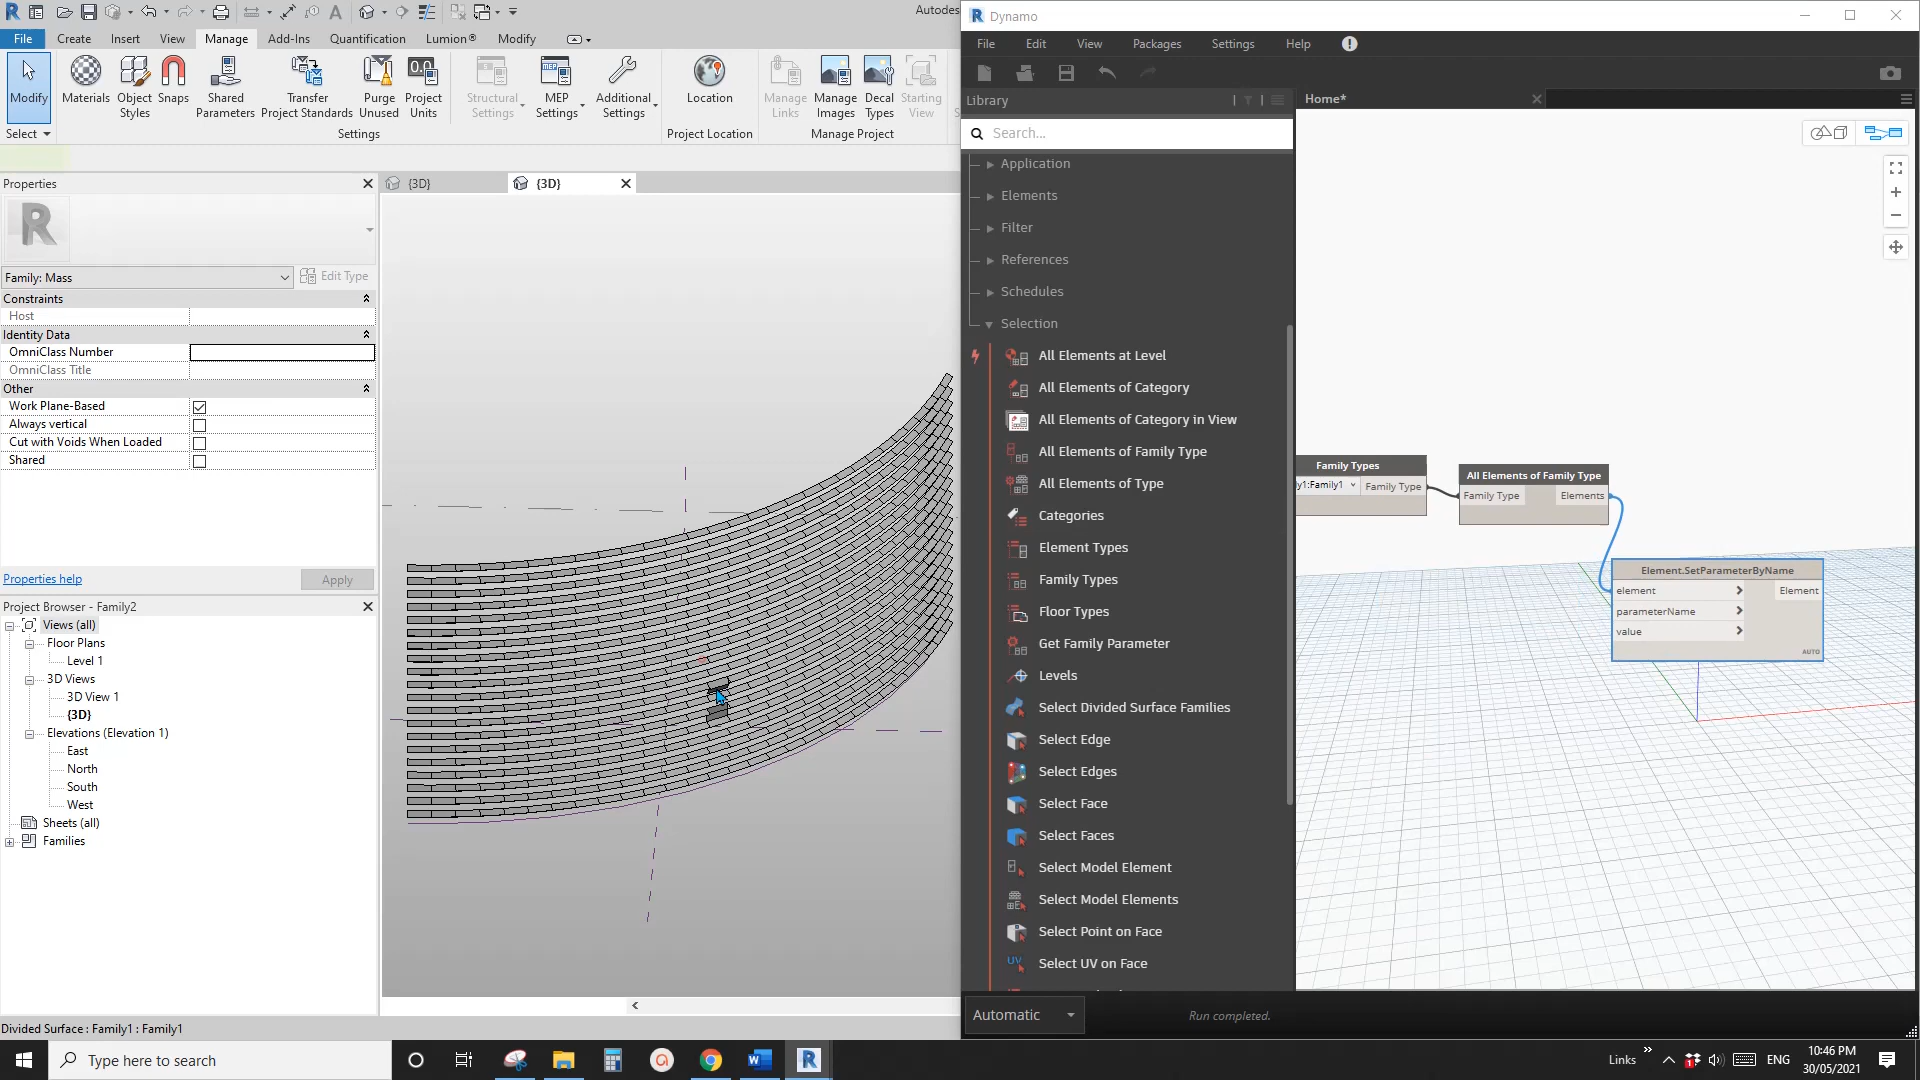 Autodes
File
Create
Insert
View
Manage
Add-Ins
Quantification
Lumion®
Modify
Modify
Materials
Object
Styles
Snaps
Shared
Parameters
Transfer
Project Standards
Purge
Unused
Project
Units
Structural
Settings
MEP
Settings
Additional
Settings
Location
Manage
Links
Manage
Images
Decal
Types
Starting
View
Select
Settings
Project Location
Manage Project
Properties
{3D}
{3D}
Family: Mass
Edit Type
Constraints
Host
Identity Data
OmniClass Number
OmniClass Title
Other
Work Plane-Based
Always vertical
Cut with Voids When Loaded
Shared
Properties help
Apply
Project Browser - Family2
Views (all)
Floor Plans
Level 1
3D Views
3D View 1
{3D}
Elevations (Elevation 1)
East
North
South
West
Sheets (all)
Families
Divided Surface : Family1 : Family1
Dynamo
File
Edit
View
Packages
Settings
Help
Library
Home*
Search...
Application
Elements
Filter
References
Schedules
Selection
All Elements at Level
All Elements of Category
All Elements of Category in View
All Elements of Family Type
All Elements of Type
Categories
Element Types
Family Types
Floor Types
Get Family Parameter
Levels
Select Divided Surface Families
Select Edge
Select Edges
Select Face
Select Faces
Select Model Element
Select Model Elements
Select Point on Face
Select UV on Face
Family Types
ly1:Family1
Family Type
All Elements of Family Type
Family Type
Elements
Element.SetParameterByName
element
Element
parameterName
value
AUTO
Automatic
Run completed.
Type here to search
Links
ENG
10:46 PM
30/05/2021